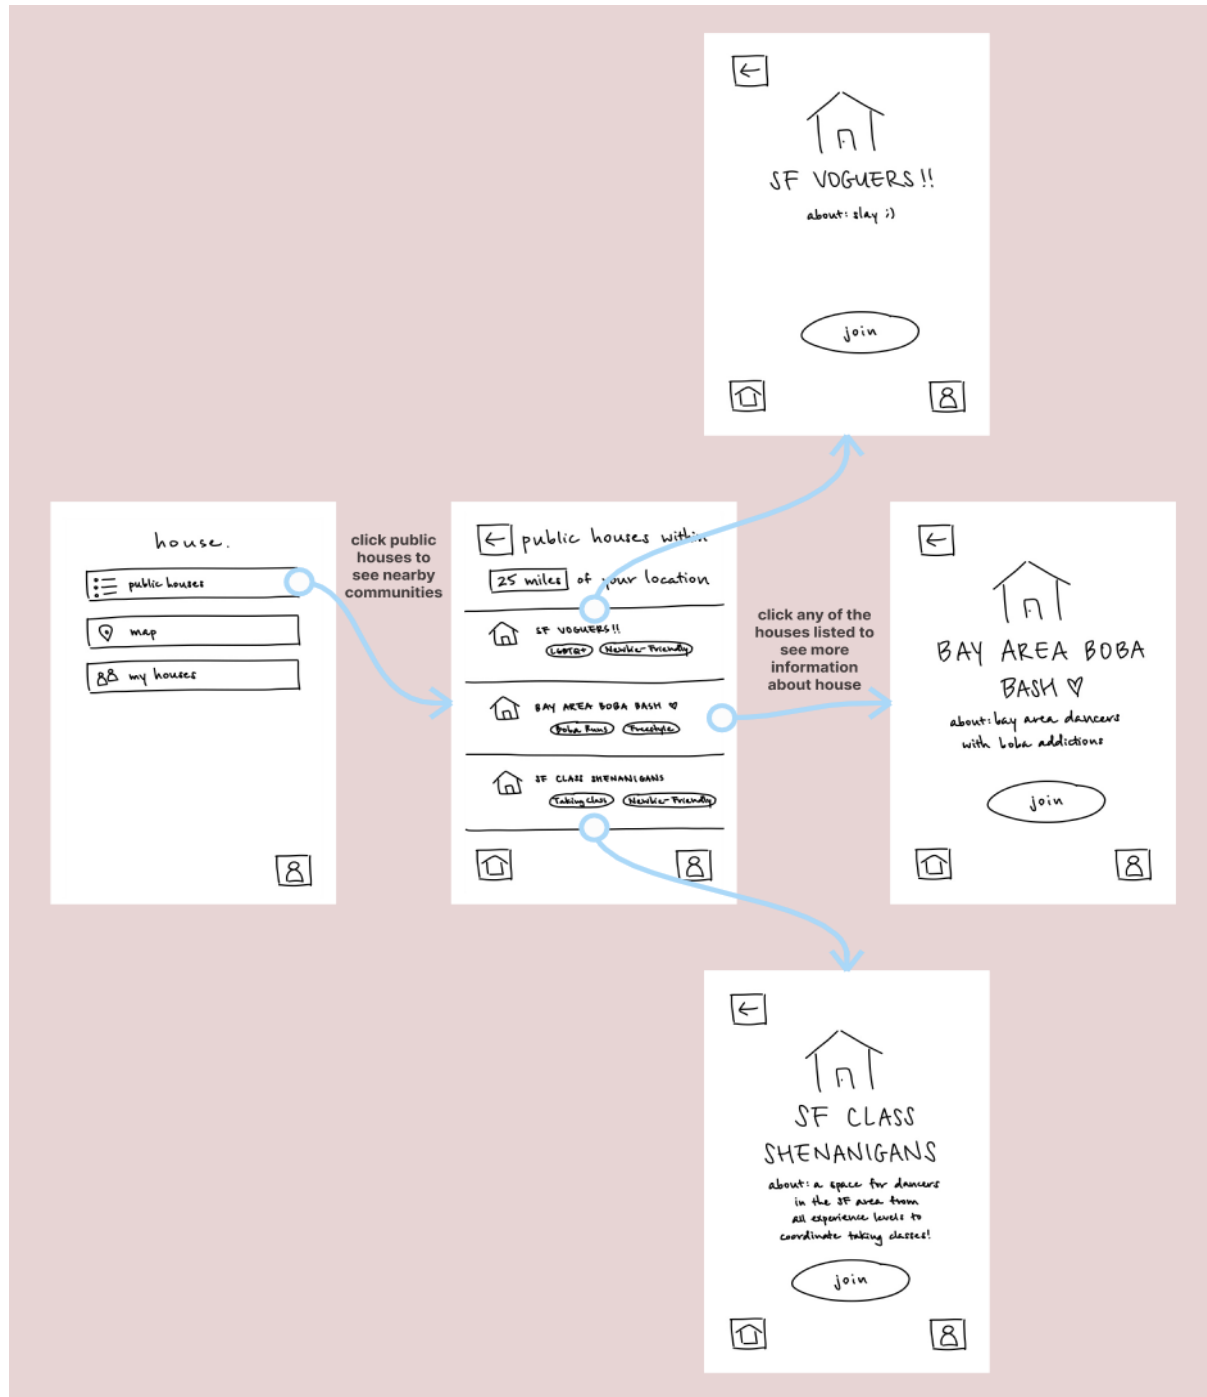 ←
SF VOGUERS!!
about: slay ;)
join
house.
public houses
map
my houses
click public
houses to
see nearby
communities
← public houses within
25 miles of your location
SF VOGUERS!!
LGBTQ+ Newbie-Friendly
BAY AREA BOBA BASH ♡
Boba Runs Freestyle
SF CLASS SHENANIGANS
Taking class Newbie-Friendly
click any of the
houses listed to
see more
information
about house
←
BAY AREA BOBA
BASH ♡
about: bay area dancers
with boba addictions
join
←
SF CLASS
SHENANIGANS
about: a space for dancers
in the SF area from
all experience levels to
coordinate taking classes!
join